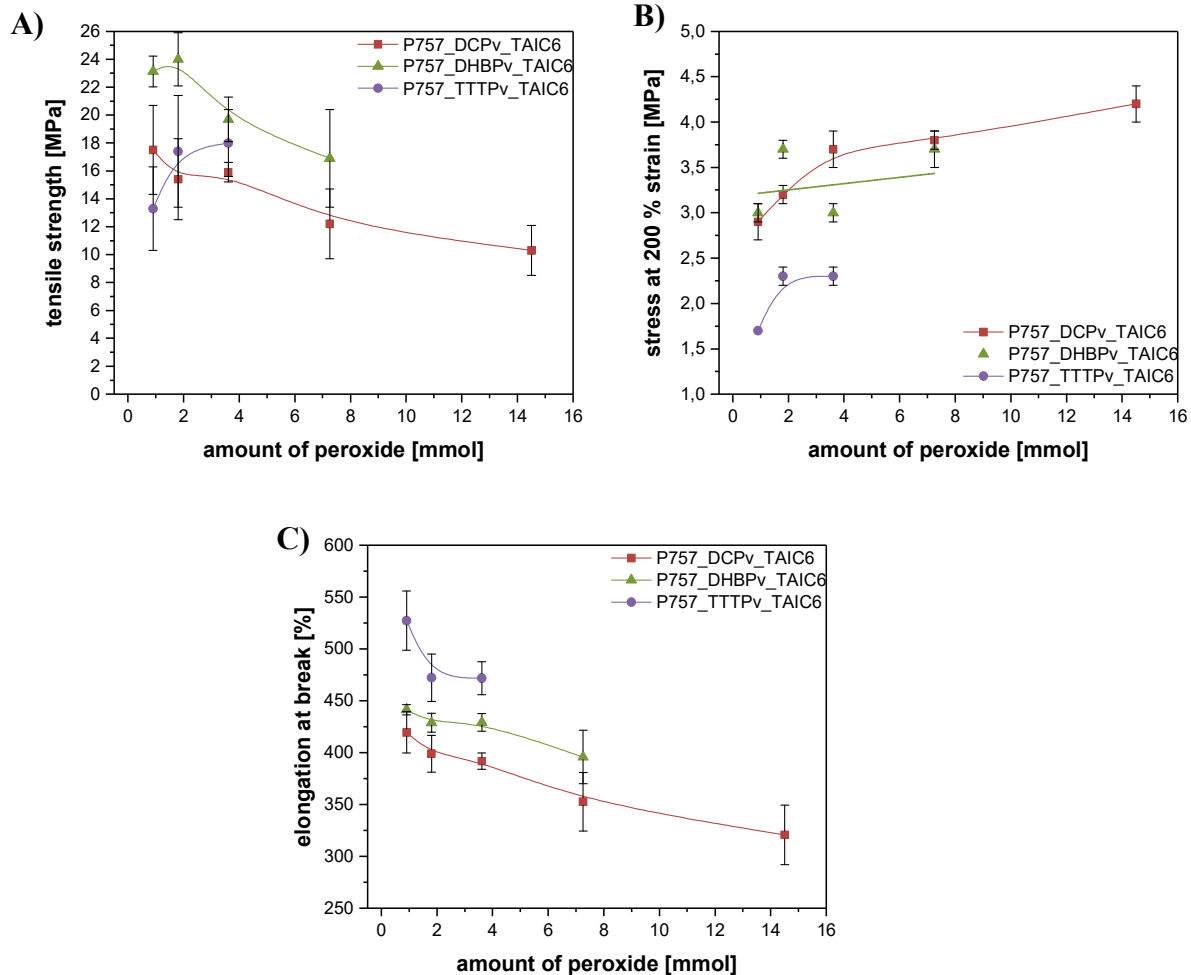 A)
26
24
22
20
18
16
14
12
10
8
6
4
2
0
tensile strength [MPa]
P757_DCPv_TAIC6
P757_DHBPv_TAIC6
P757_TTTPv_TAIC6
0 2 4 6 8 10 12 14 16
amount of peroxide [mmol]
B)
5,0
4,5
4,0
3,5
3,0
2,5
2,0
1,5
1,0
stress at 200 % strain [MPa]
P757_DCPv_TAIC6
P757_DHBPv_TAIC6
P757_TTTPv_TAIC6
0 2 4 6 8 10 12 14 16
amount of peroxide [mmol]
C)
600
550
500
450
400
350
300
250
elongation at break [%]
P757_DCPv_TAIC6
P757_DHBPv_TAIC6
P757_TTTPv_TAIC6
0 2 4 6 8 10 12 14 16
amount of peroxide [mmol]